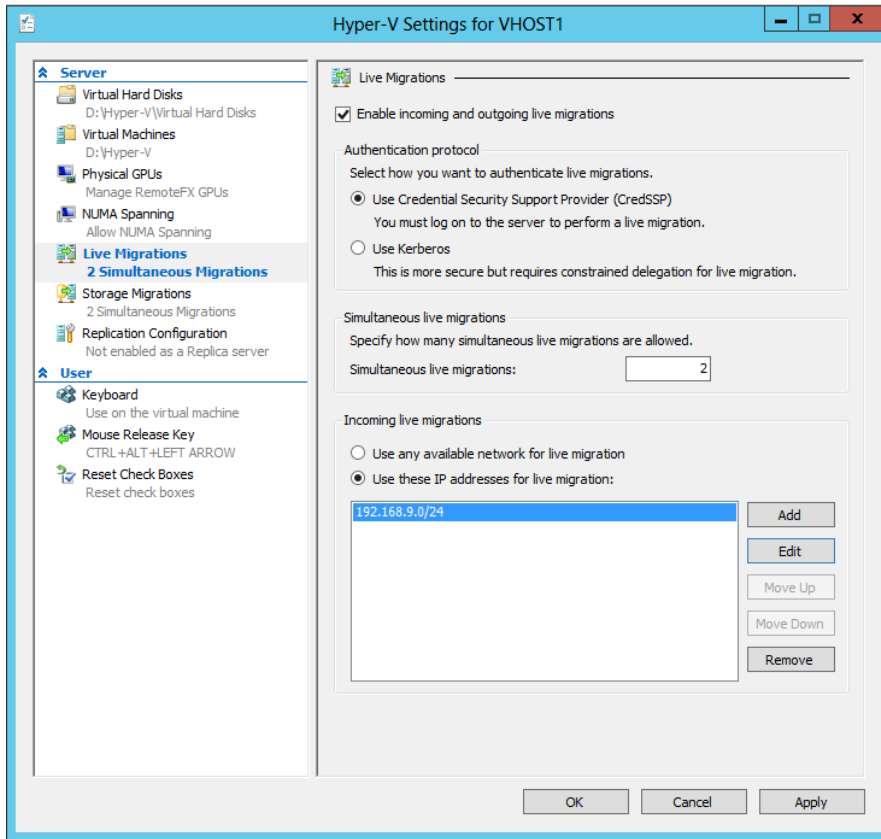 Hyper-V Settings for VHOST1
Server
Virtual Hard Disks
D:\Hyper-V\Virtual Hard Disks
Virtual Machines
D:\Hyper-V
Physical GPUs
Manage RemoteFX GPUs
NUMA Spanning
Allow NUMA Spanning
Live Migrations
2 Simultaneous Migrations
Storage Migrations
2 Simultaneous Migrations
Replication Configuration
Not enabled as a Replica server
User
Keyboard
Use on the virtual machine
Mouse Release Key
CTRL+ALT+LEFT ARROW
Reset Check Boxes
Reset check boxes
Live Migrations
Enable incoming and outgoing live migrations
Authentication protocol
Select how you want to authenticate live migrations.
Use Credential Security Support Provider (CredSSP)
You must log on to the server to perform a live migration.
Use Kerberos
This is more secure but requires constrained delegation for live migration.
Simultaneous live migrations
Specify how many simultaneous live migrations are allowed.
Simultaneous live migrations: 2
Incoming live migrations
Use any available network for live migration
Use these IP addresses for live migration:
192.168.9.0/24
Add
Edit
Move Up
Move Down
Remove
OK Cancel Apply